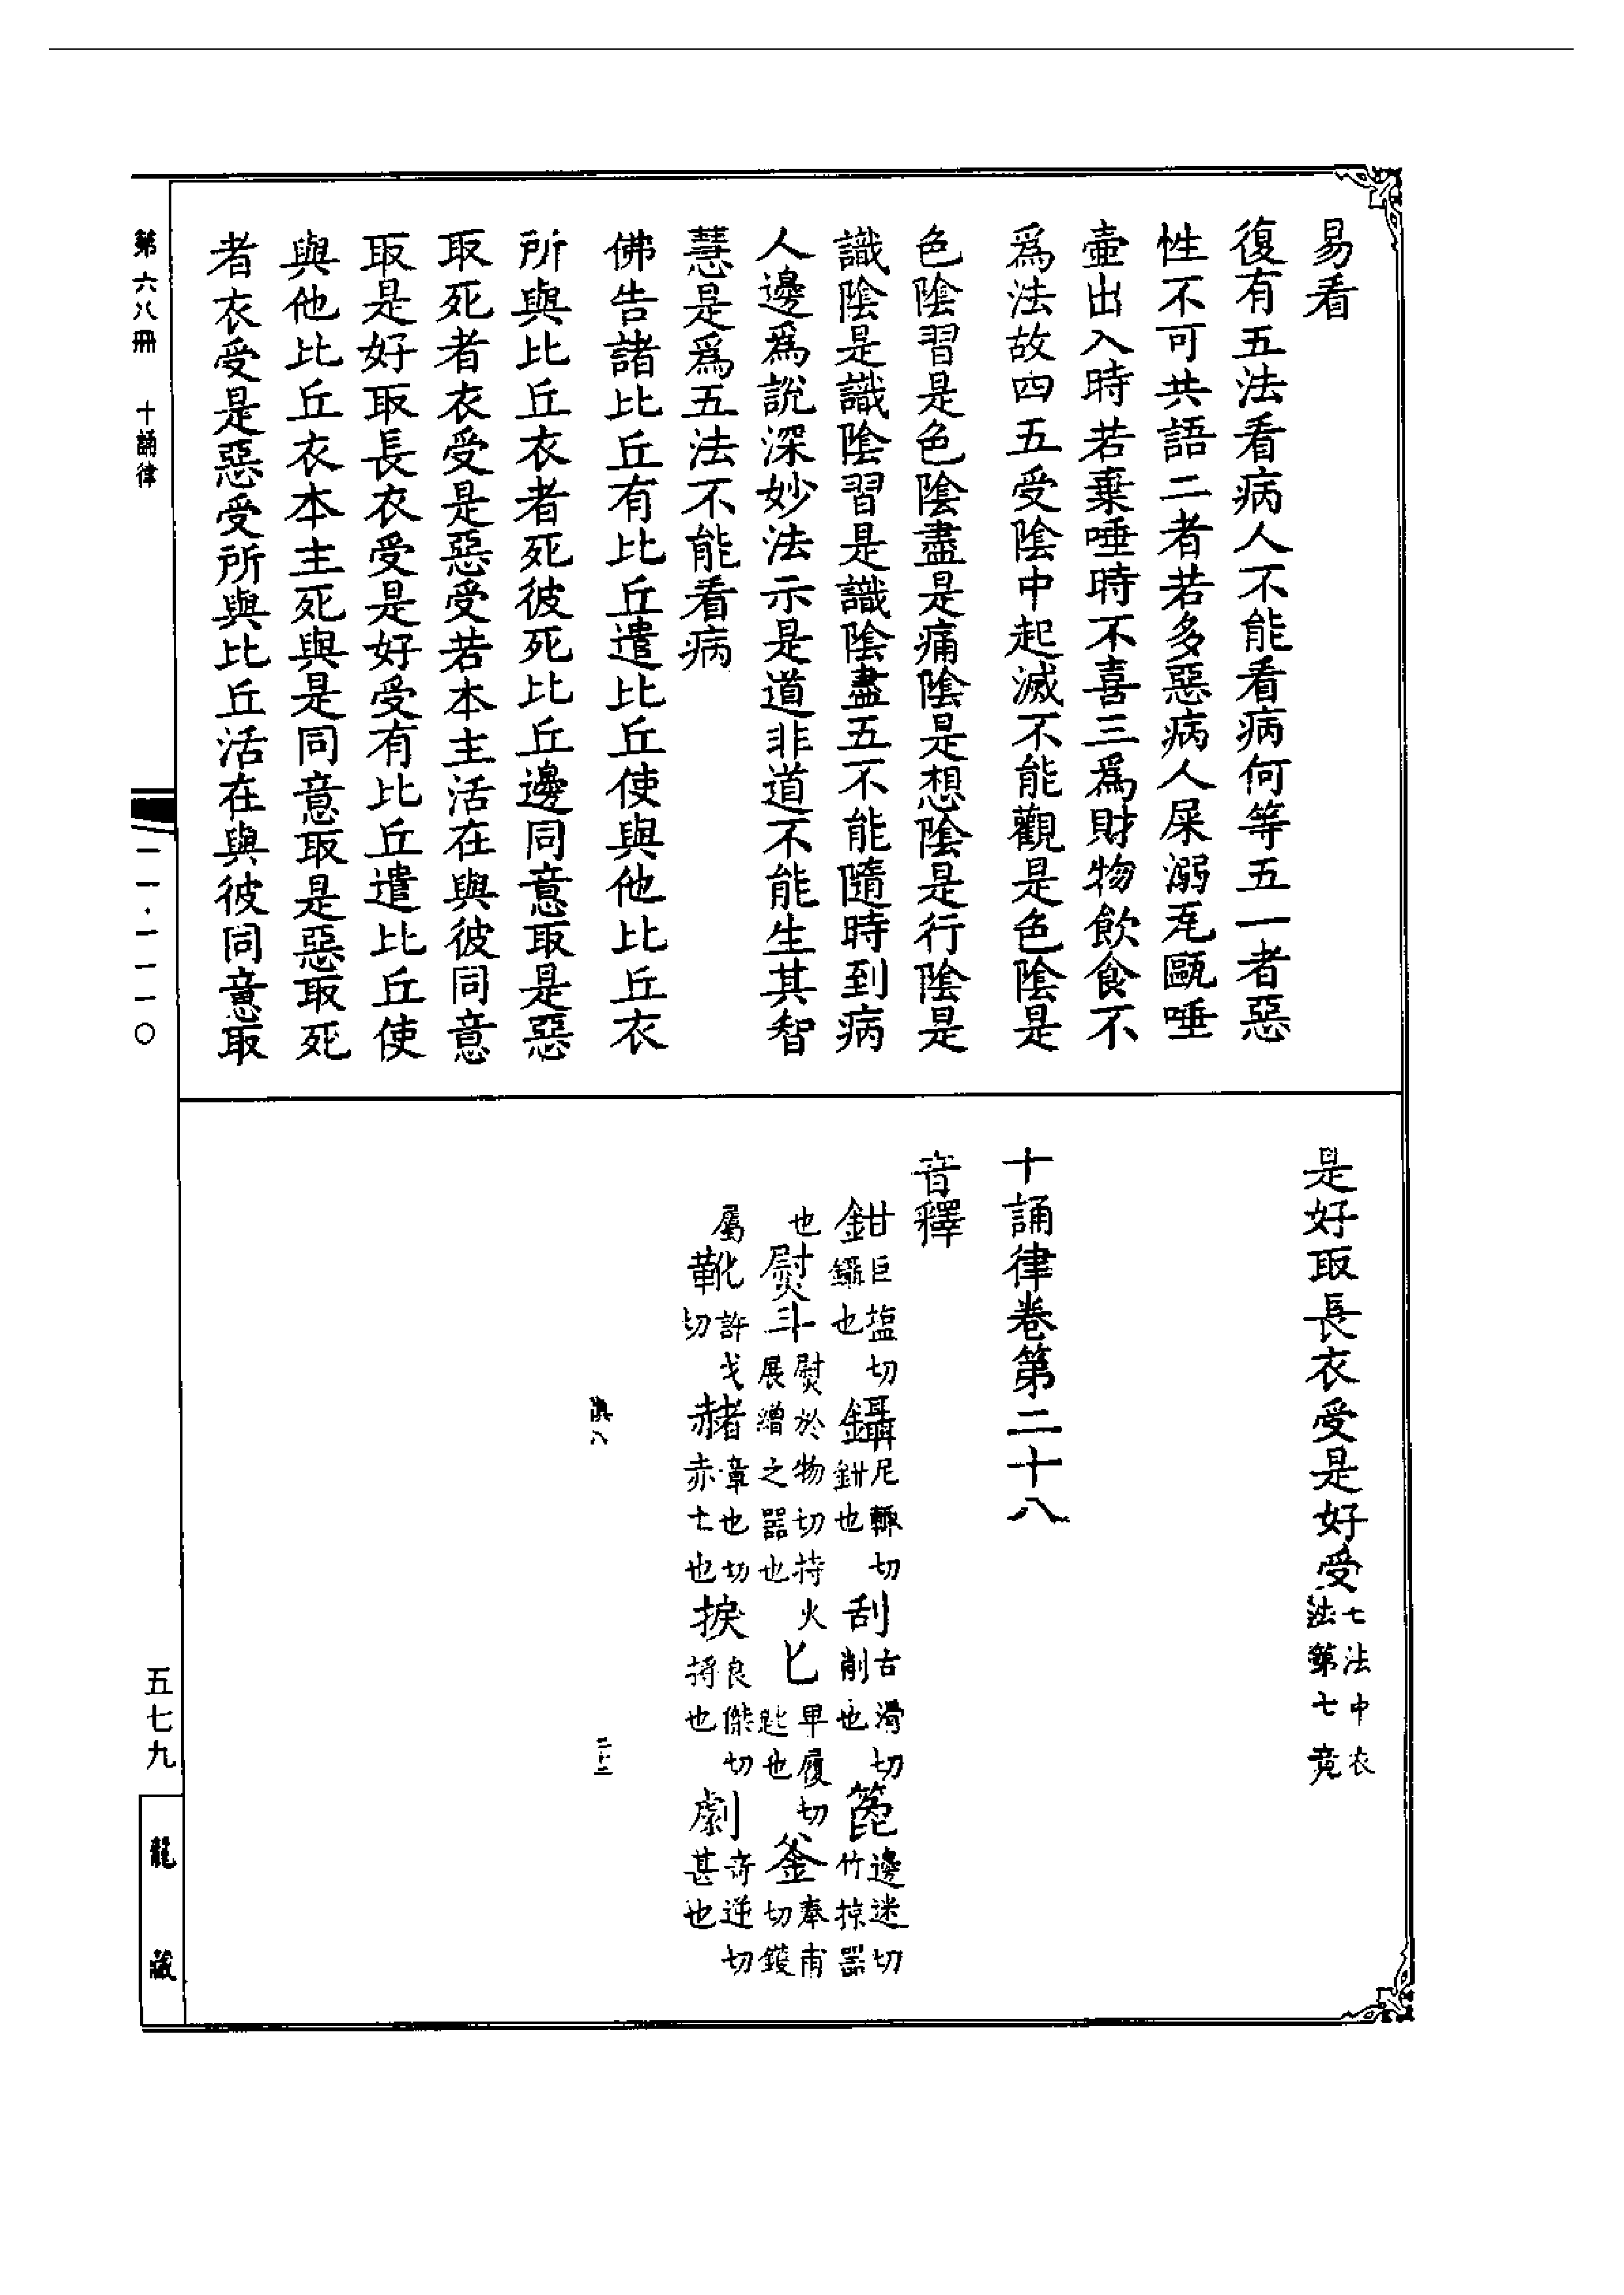 易看
復有五法看病人不能看病何等五一者惡
性不可共語二者若多惡病人屎溺瓦甌唾
壷出入時若棄唾時不喜三爲財物飲食不
爲法故四五受陰中起滅不能觀是色陰是
色陰習是色陰盡是痛陰是想陰是行陰是
識陰是識陰習是識陰盡五不能隨時到病
人邊爲說深妙法示是道非道不能生其智
慧是爲五法不能看病
佛告諸比丘有比丘遣比丘使與他比丘衣
所與比丘衣者死彼死比丘邊同意取是惡
取死者衣受是惡受若本主活在與彼同意
取是好取長衣受是好受有比丘遣比丘使
與他比丘衣本主死與是同意取是惡取死
者衣受是惡受所與比丘活在與彼同意取
是好取長衣受是好受七法中衣法第七竟
十誦律卷第二十八
音釋
鉗巨塩切鑷也 鑷尼輒切鉗也 刮古滑切削也 箆邊迷切竹掠器
也 熨斗熨於物切持火展繒之器也 匕卑履切匙也 釜奉甫切鍑
屬 靴許戈切 赭章也切赤土也 捩良傑切捋也 劇奇逆切甚也
第六八冊 十誦律
一一·一一一〇
五七九
龍藏